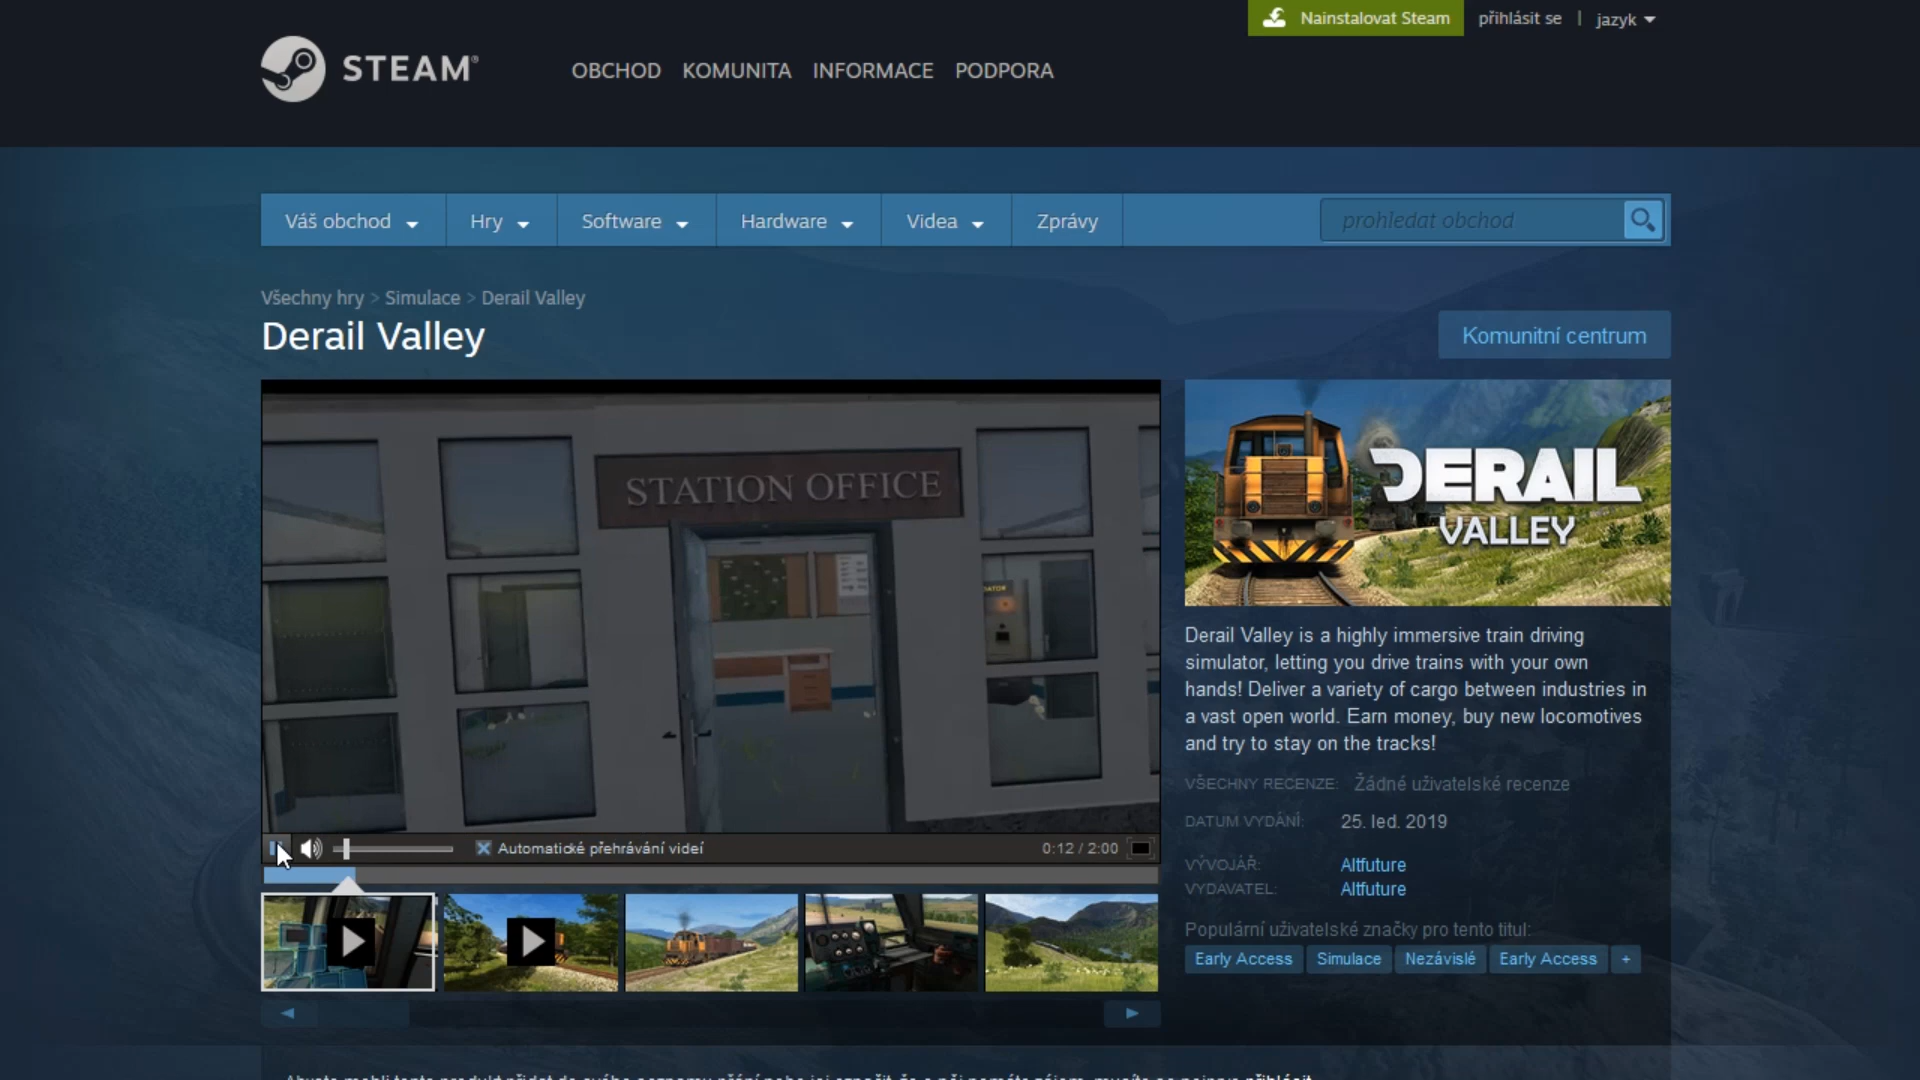 Nainstalovat Steam
přihlásit se | jazyk
STEAM®
OBCHOD KOMUNITA INFORMACE PODPORA
Váš obchod Hry Software Hardware Videa Zprávy
prohledat obchod
Všechny hry > Simulace > Derail Valley
Derail Valley
Komunitní centrum
STATION OFFICE
DERAIL
VALLEY
Derail Valley is a highly immersive train driving
simulator, letting you drive trains with your own
hands! Deliver a variety of cargo between industries in
a vast open world. Earn money, buy new locomotives
and try to stay on the tracks!
VŠECHNY RECENZE: Žádné uživatelské recenze
DATUM VYDÁNÍ: 25. led. 2019
VÝVOJÁŘ: Altfuture
VYDAVATEL: Altfuture
Populární uživatelské značky pro tento titul:
Early Access Simulace Nezávislé Early Access +
Automatické přehrávání videí
0:12 / 2:00